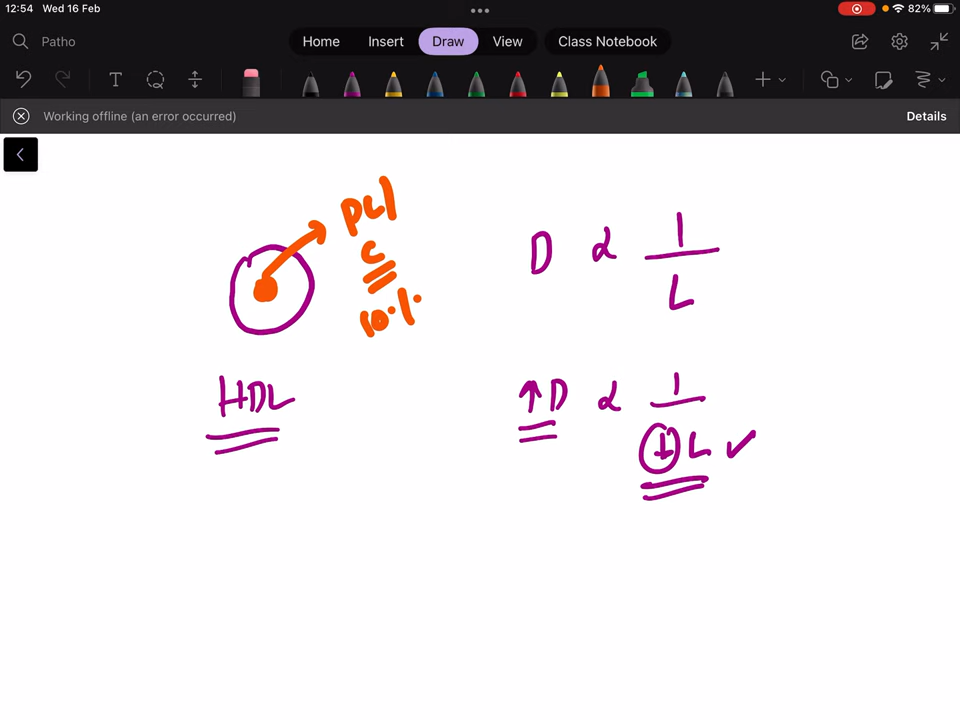 12:54 Wed 16 Feb
82%
Patho
Home Insert Draw View Class Notebook
Working offline (an error occurred)
Details
C
10%
D ∝ 1/L
HDL
↑D ∝ 1/↓L ✓